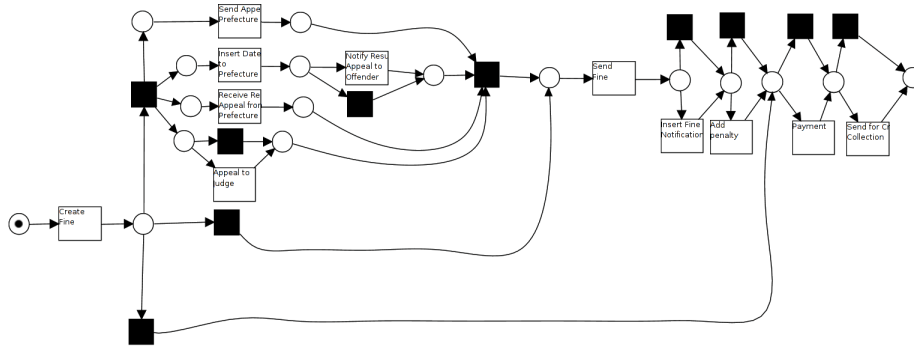 Send Appe
Prefecture
Insert Date
to
Prefecture
Notify Resu
Appeal to
Offender
Receive Re
Appeal from
Prefecture
Appeal to
Judge
Create
Fine
Send
Fine
Insert Fine
Notification
Add
penalty
Payment
Send for Cr
Collection